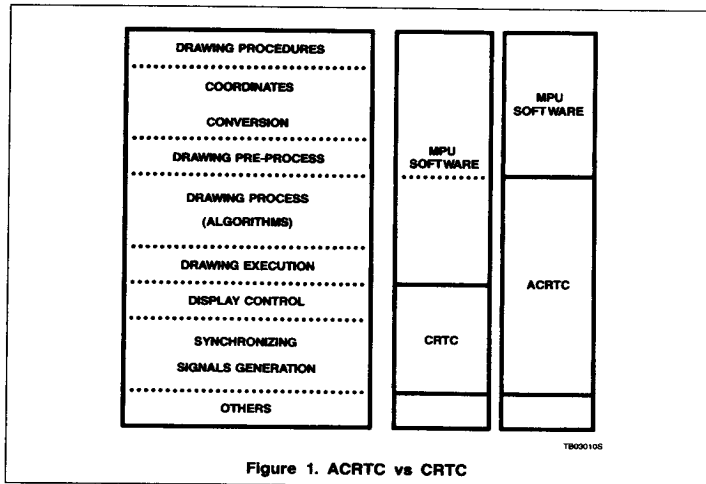 DRAWING PROCEDURES
COORDINATES
CONVERSION
DRAWING PRE-PROCESS
DRAWING PROCESS
(ALGORITHMS)
DRAWING EXECUTION
DISPLAY CONTROL
SYNCHRONIZING
SIGNALS GENERATION
OTHERS
MPU
SOFTWARE
CRTC
MPU
SOFTWARE
ACRTC
TB03010S
Figure 1. ACRTC vs CRTC